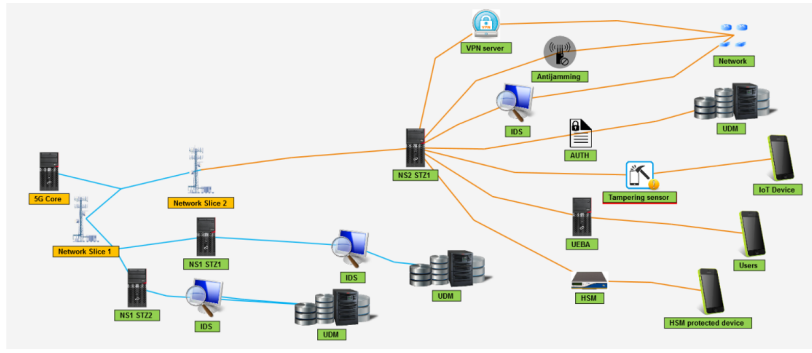 VPN server
Network
Antijamming
IDS
UDM
AUTH
NS2 STZ1
5G Core
Network Slice 2
Tampering sensor
IoT Device
Network Slice 1
UEBA
NS1 STZ1
Users
IDS
UDM
HSM
NS1 STZ2
IDS
UDM
HSM protected device